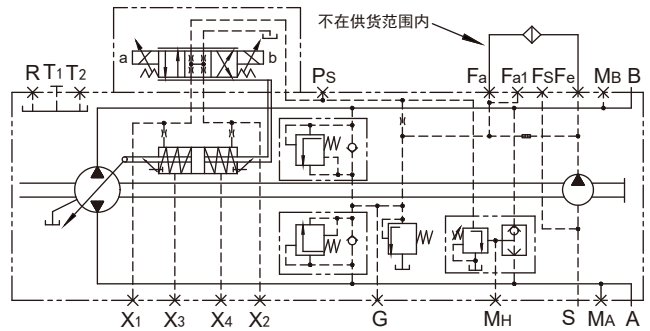 不在供货范围内
a b
R T1 T2 PS Fa Fa1 FS Fe MB B
X1 X3 X4 X2 G MH S MA A